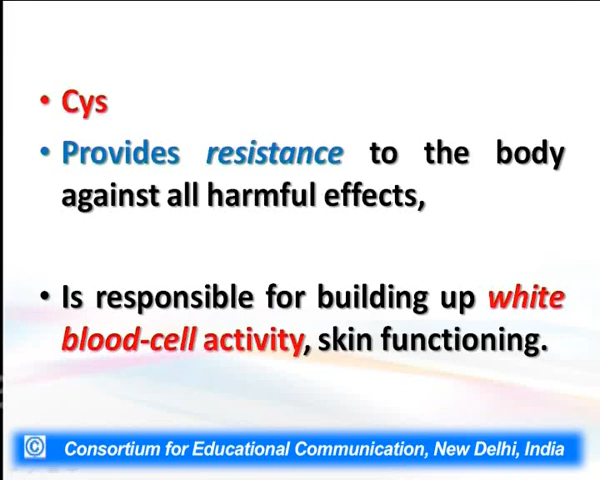 • Cys
• Provides resistance to the body
against all harmful effects,
• Is responsible for building up white
blood-cell activity, skin functioning.
© Consortium for Educational Communication, New Delhi, India